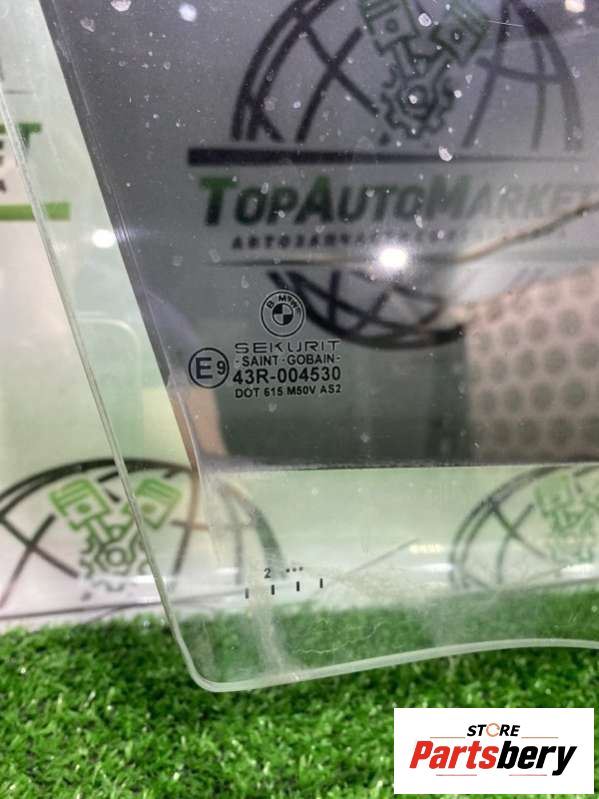 TOPAUTOMARKET
BMW
SEKURIT
-SAINT - GOBAIN-
E9
43R-004530
DOT 615 M50V AS2
2 •••
STORE
Partsbery